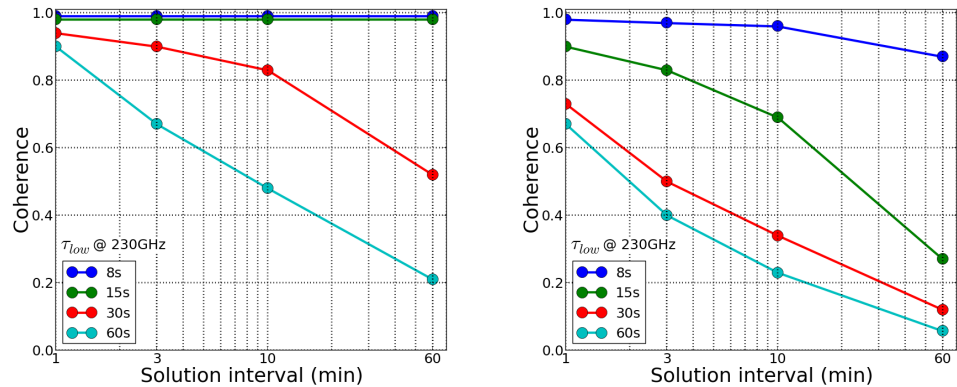 1.0
0.8
0.6
0.4
0.2
0.0
Coherence
τlow @ 230GHz
8s
15s
30s
60s
1 3 10 60
Solution interval (min)
1.0
0.8
0.6
0.4
0.2
0.0
Coherence
τlow @ 230GHz
8s
15s
30s
60s
1 3 10 60
Solution interval (min)